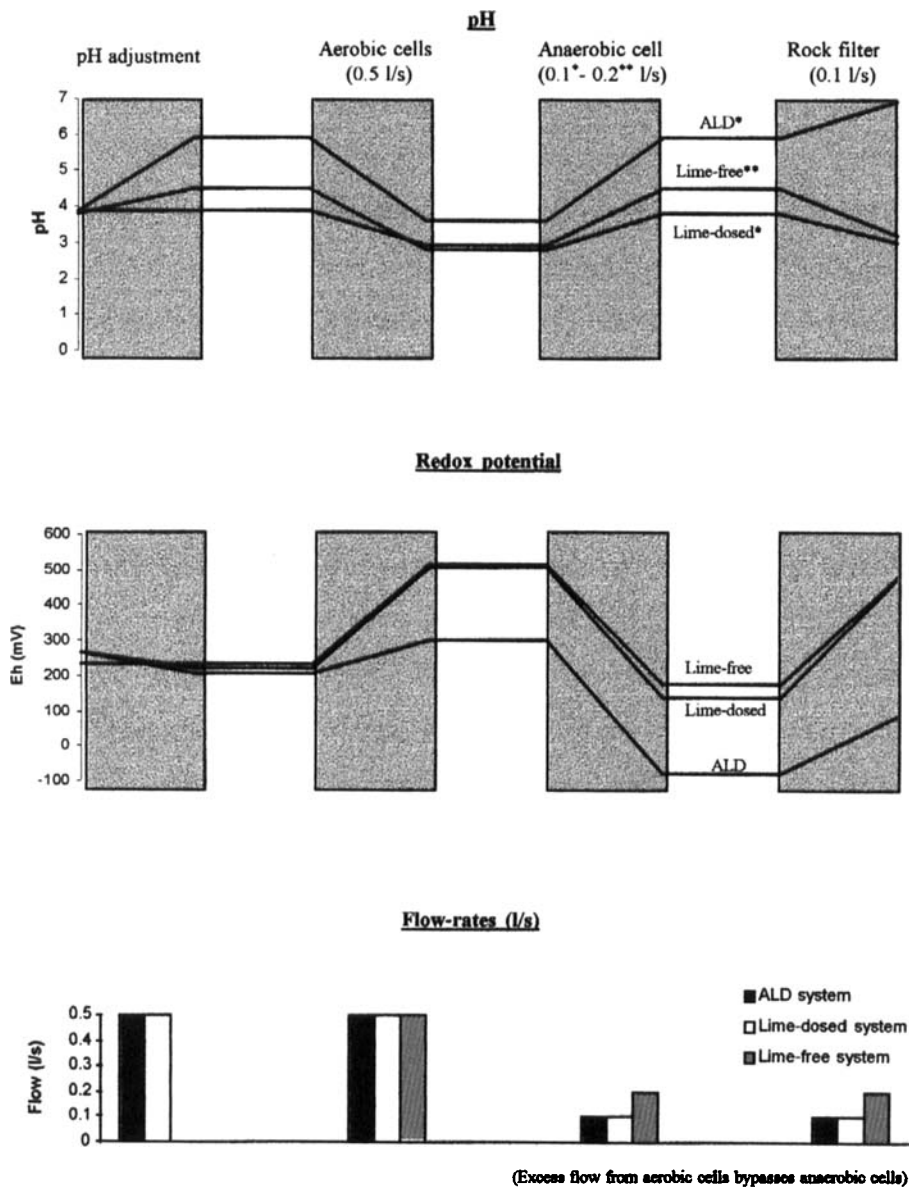 pH
pH adjustment
Aerobic cells
(0.5 l/s)
Anaerobic cell
(0.1*- 0.2** l/s)
Rock filter
(0.1 l/s)
7
6
5
4
3
2
1
0
pH
ALD*
Lime-free**
Lime-dosed*
Redox potential
600
500
400
300
200
100
0
-100
Eh (mV)
Lime-free
Lime-dosed
ALD
Flow-rates (l/s)
0.5
0.4
0.3
0.2
0.1
0
Flow (l/s)
ALD system
Lime-dosed system
Lime-free system
(Excess flow from aerobic cells bypasses anaerobic cells)